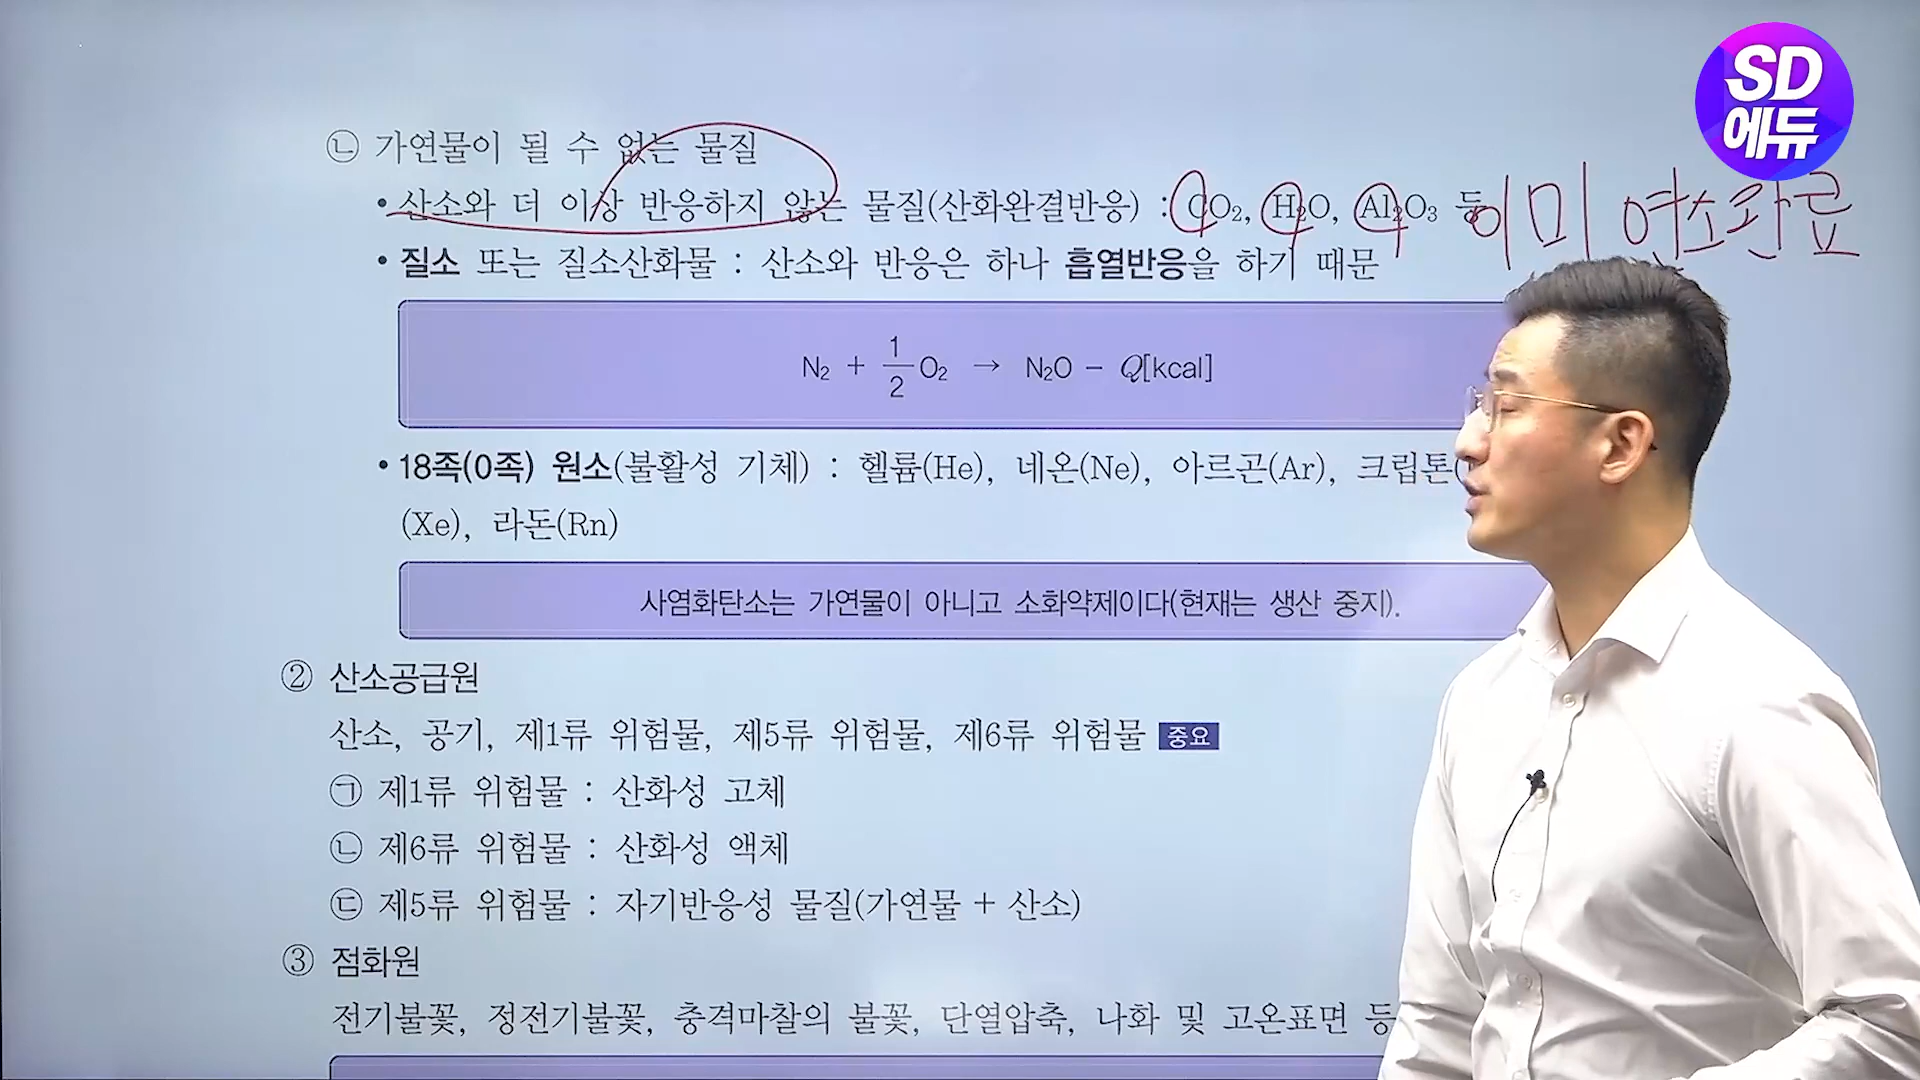 SD
에듀
㉡ 가연물이 될 수 없는 물질
• 산소와 더 이상 반응하지 않는 물질(산화완결반응) : CO₂, H₂O, Al₂O₃ 등 이미 연소완료
• 질소 또는 질소산화물 : 산소와 반응은 하나 흡열반응을 하기 때문
N₂ + 1/2 O₂ → N₂O − Q[kcal]
• 18족(0족) 원소(불활성 기체) : 헬륨(He), 네온(Ne), 아르곤(Ar), 크립톤(
(Xe), 라돈(Rn)
사염화탄소는 가연물이 아니고 소화약제이다(현재는 생산 중지).
② 산소공급원
산소, 공기, 제1류 위험물, 제5류 위험물, 제6류 위험물 중요
㉠ 제1류 위험물 : 산화성 고체
㉡ 제6류 위험물 : 산화성 액체
㉢ 제5류 위험물 : 자기반응성 물질(가연물 + 산소)
③ 점화원
전기불꽃, 정전기불꽃, 충격마찰의 불꽃, 단열압축, 나화 및 고온표면 등